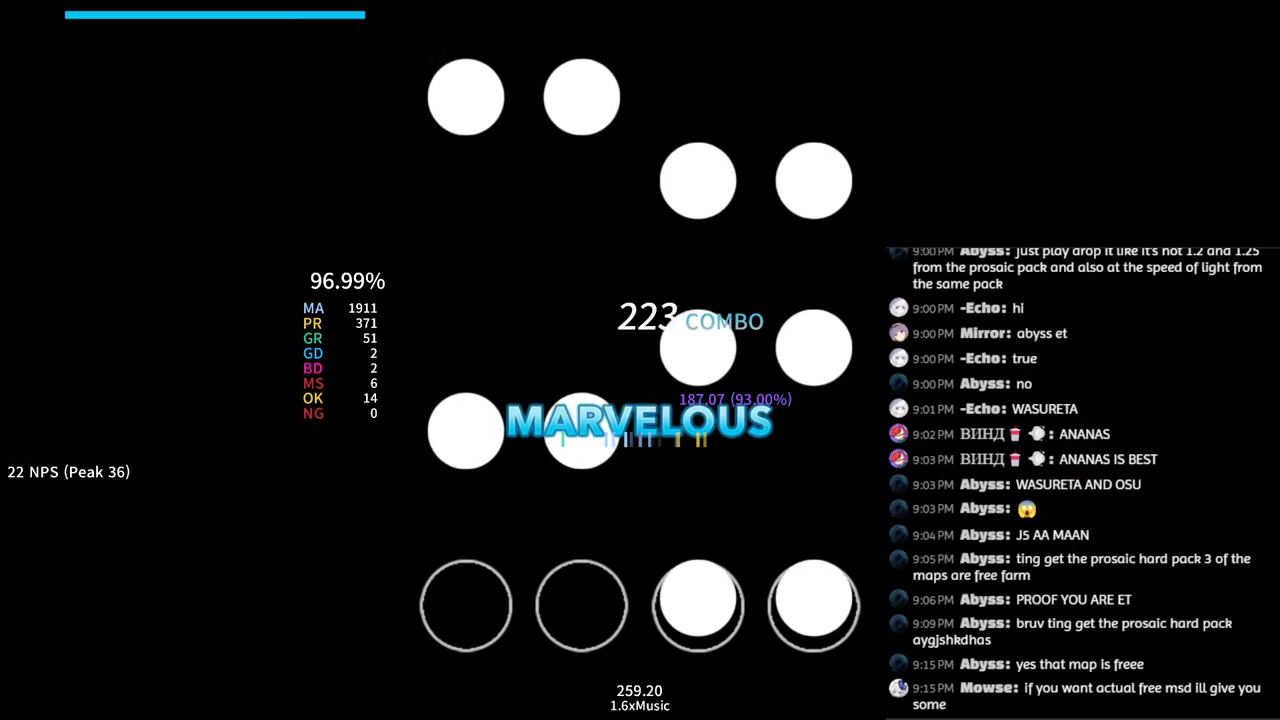 96.99%
MA 1911
PR 371
GR 51
GD 2
BD 2
MS 6
OK 14
NG 0
22 NPS (Peak 36)
223 COMBO
187.07 (93.00%)
MARVELOUS
259.20
1.6xMusic
9:00 PM Abyss: just play drop it like it's hot 1.2 and 1.25
from the prosaic pack and also at the speed of light from
the same pack
9:00 PM -Echo: hi
9:00 PM Mirror: abyss et
9:00 PM -Echo: true
9:00 PM Abyss: no
9:01 PM -Echo: WASURETA
9:02 PM ВИНД🥤🗣: ANANAS
9:03 PM ВИНД🥤🗣: ANANAS IS BEST
9:03 PM Abyss: WASURETA AND OSU
9:03 PM Abyss: 😱
9:04 PM Abyss: J5 AA MAAN
9:05 PM Abyss: ting get the prosaic hard pack 3 of the
maps are free farm
9:06 PM Abyss: PROOF YOU ARE ET
9:09 PM Abyss: bruv ting get the prosaic hard pack
aygjshkdhas
9:15 PM Abyss: yes that map is freee
9:15 PM Mowse: if you want actual free msd ill give you
some